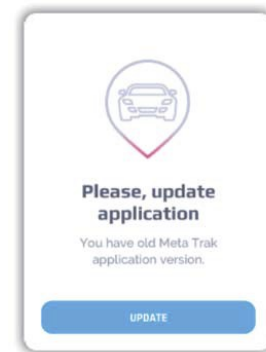 Please, update
application
You have old Meta Trak
application version.
UPDATE